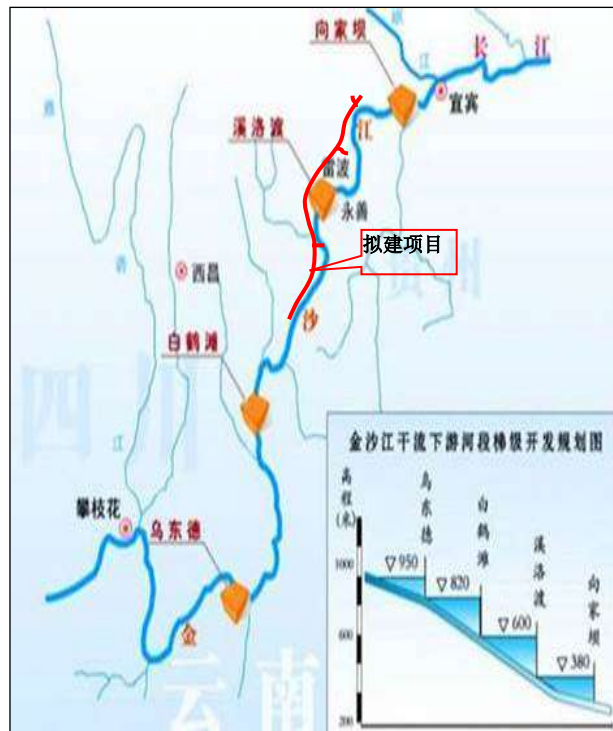 向家坝
长
江
江
宜宾
江
溪洛渡
雷波
永善
拟建项目
贵州
西昌
沙
白鹤滩
四川
江
攀枝花
乌东德
金
云南
金沙江干流下游河段梯级开发规划图
高程(米)
乌东德
白鹤滩
溪洛渡
向家坝
1000
▽950
▽820
600
▽600
▽380
200